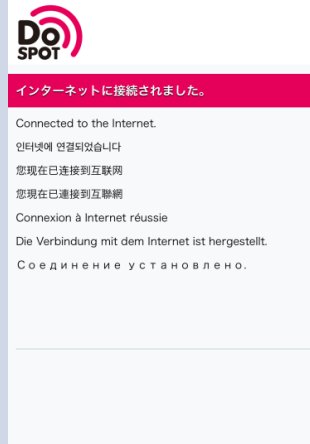 Do
SPOT
インターネットに接続されました。
Connected to the Internet.
인터넷에 연결되었습니다
您現在已连接到互联网
您現在已連接到互聯網
Connexion à Internet réussie
Die Verbindung mit dem Internet ist hergestellt.
Соединение установлено.